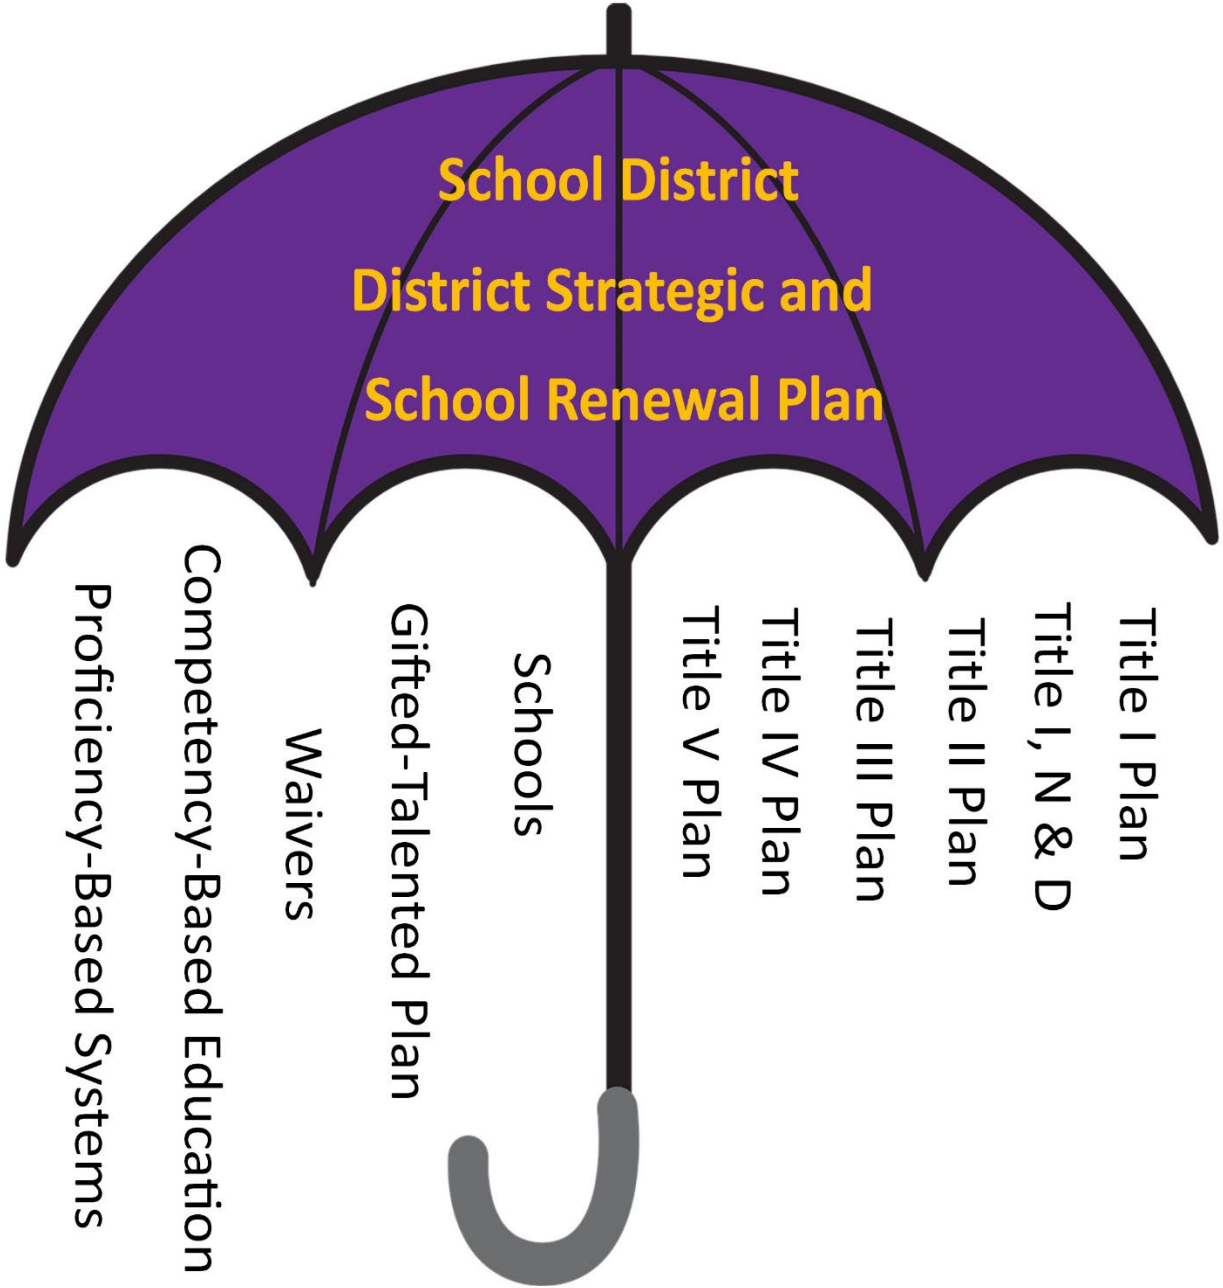 School District
District Strategic and
School Renewal Plan
Proficiency-Based Systems
Competency-Based Education
Waivers
Gifted-Talented Plan
Schools
Title V Plan
Title IV Plan
Title III Plan
Title II Plan
Title I, N & D
Title I Plan